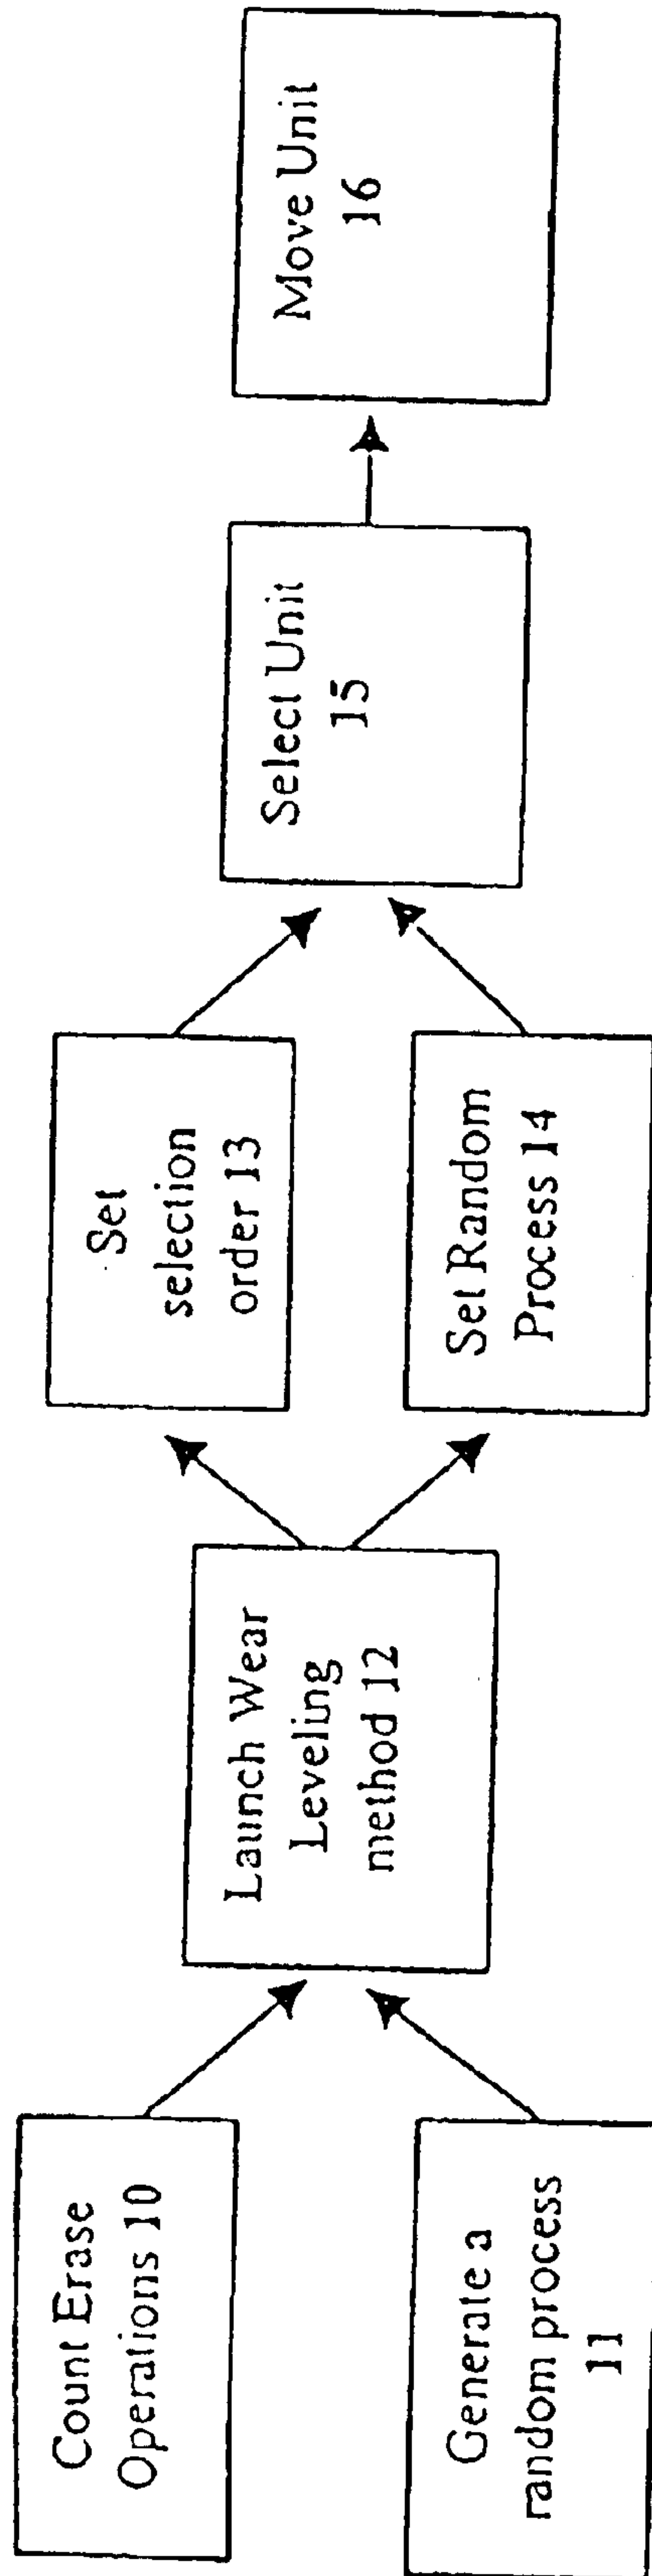 Count Erase
Operations 10
Generate a
random process
11
Launch Wear
Leveling
method 12
Set
selection
order 13
Set Random
Process 14
Select Unit
15
Move Unit
16